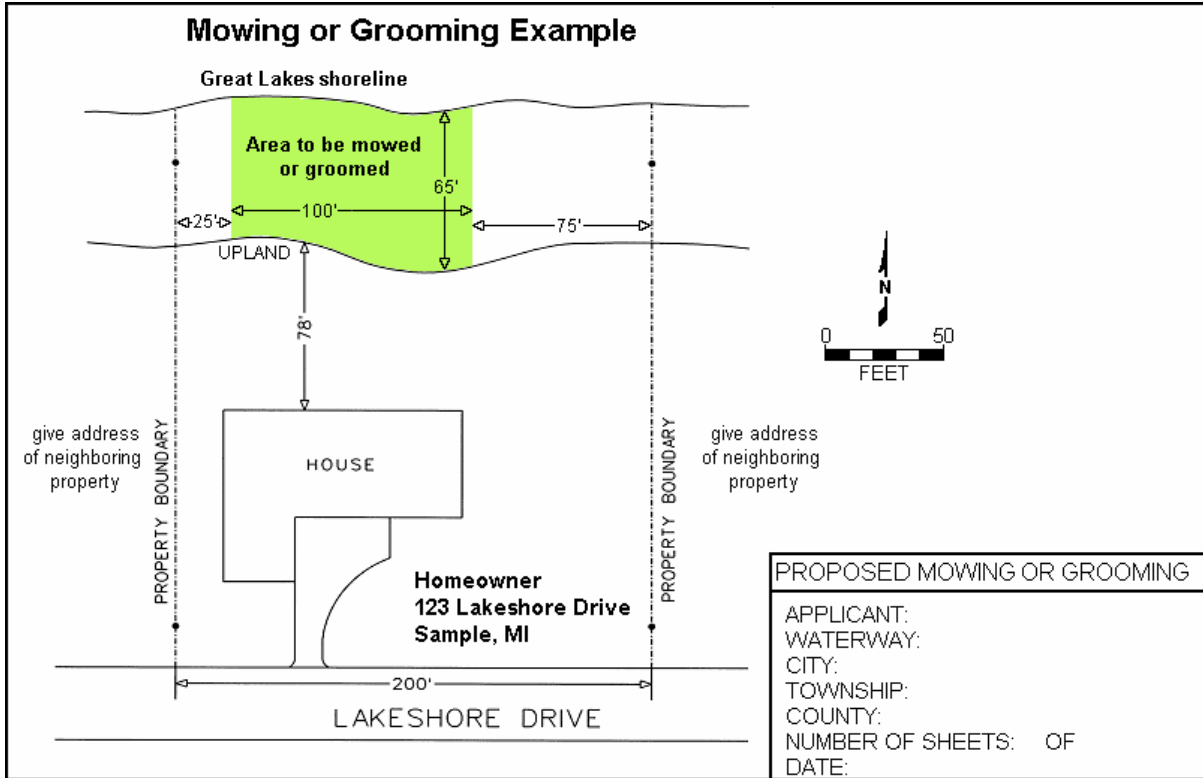 Mowing or Grooming Example
Great Lakes shoreline
Area to be mowed
or groomed
65'
25'
100'
75'
UPLAND
78'
N
0 50
FEET
give address
of neighboring
property
PROPERTY BOUNDARY
HOUSE
PROPERTY BOUNDARY
give address
of neighboring
property
Homeowner
123 Lakeshore Drive
Sample, MI
200'
LAKESHORE DRIVE
PROPOSED MOWING OR GROOMING
APPLICANT:
WATERWAY:
CITY:
TOWNSHIP:
COUNTY:
NUMBER OF SHEETS: OF
DATE: